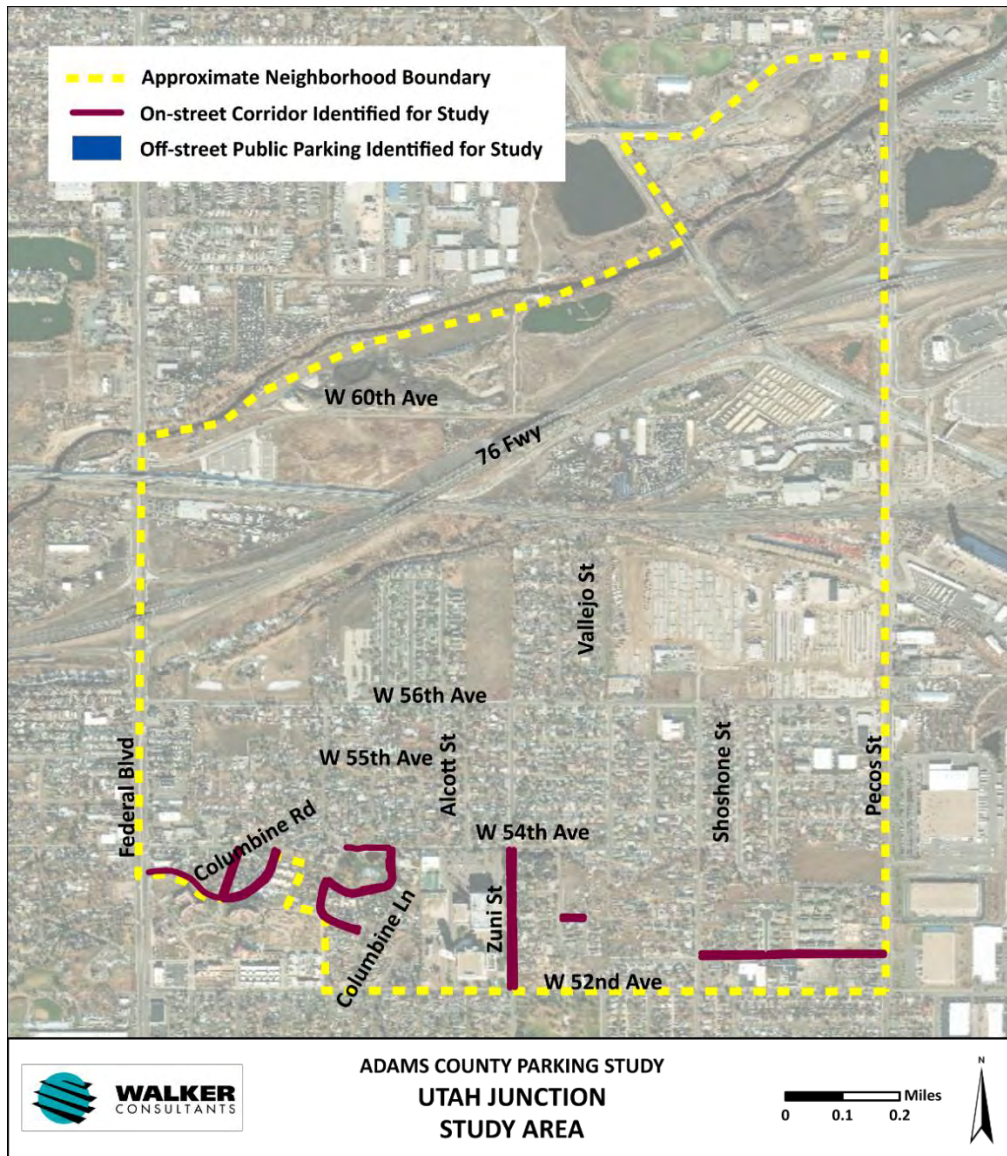 Approximate Neighborhood Boundary
On-street Corridor Identified for Study
Off-street Public Parking Identified for Study
W 60th Ave
76 Fwy
Vallejo St
W 56th Ave
Federal Blvd
W 55th Ave
Alcott St
Shoshone St
Pecos St
Columbine Rd
W 54th Ave
Columbine Ln
Zuni St
W 52nd Ave
WALKER
CONSULTANTS
ADAMS COUNTY PARKING STUDY
UTAH JUNCTION
STUDY AREA
Miles
0 0.1 0.2
N